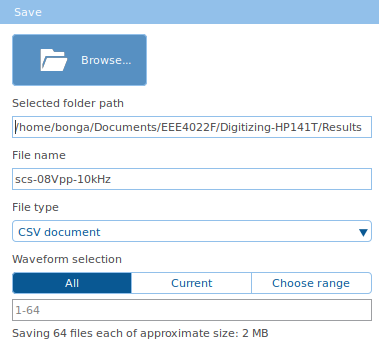 Save
Browse...
Selected folder path
/home/bonga/Documents/EEE4022F/Digitizing-HP141T/Results
File name
scs-08Vpp-10kHz
File type
CSV document
Waveform selection
All Current Choose range
1-64
Saving 64 files each of approximate size: 2 MB